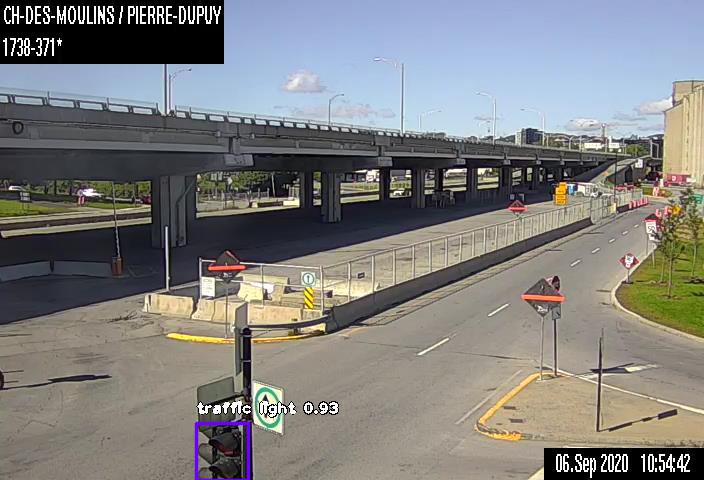 CH-DES-MOULINS / PIERRE-DUPUY
1738-371*
traffic light 0.93
06.Sep 2020 10:54:42